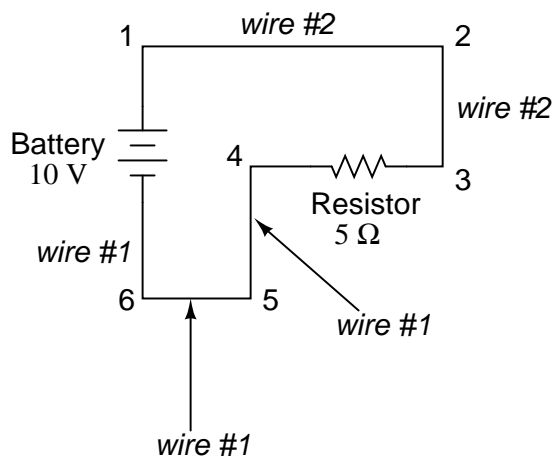 1
wire #2
2
wire #2
Battery
10 V
4
3
Resistor
5 Ω
wire #1
6
5
wire #1
wire #1